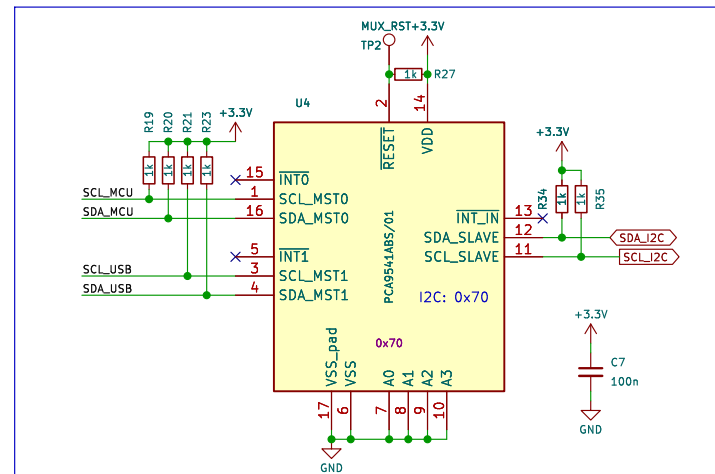 MUX_RST
+3.3V
TP2
1k
R27
U4
2
14
RESET
VDD
R19
R20
R21
R23
+3.3V
1k
1k
1k
1k
SCL_MCU
SDA_MCU
SCL_USB
SDA_USB
15
INT0
1
SCL_MST0
16
SDA_MST0
5
INT1
3
SCL_MST1
4
SDA_MST1
PCA9541ABS/01
I2C: 0x70
0x70
INT_IN
13
SDA_SLAVE
12
SCL_SLAVE
11
+3.3V
R34
1k
1k
R35
SDA_I2C
SCL_I2C
VSS_pad
VSS
A0
A1
A2
A3
17
6
7
8
9
10
GND
+3.3V
C7
100n
GND